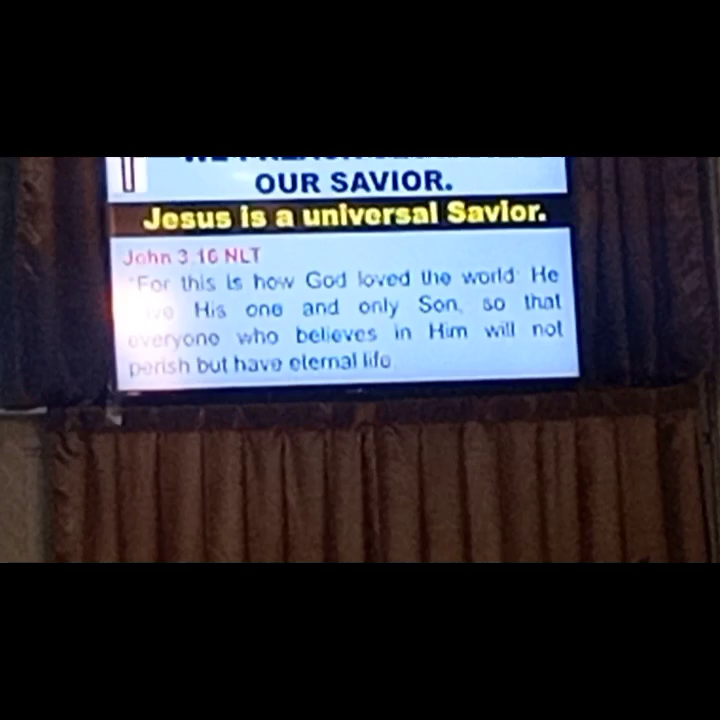 OUR SAVIOR.
Jesus is a universal Savior.
John 3:16 NLT
"For this is how God loved the world: He
His one and only Son, so that
everyone who believes in Him will not
perish but have eternal life